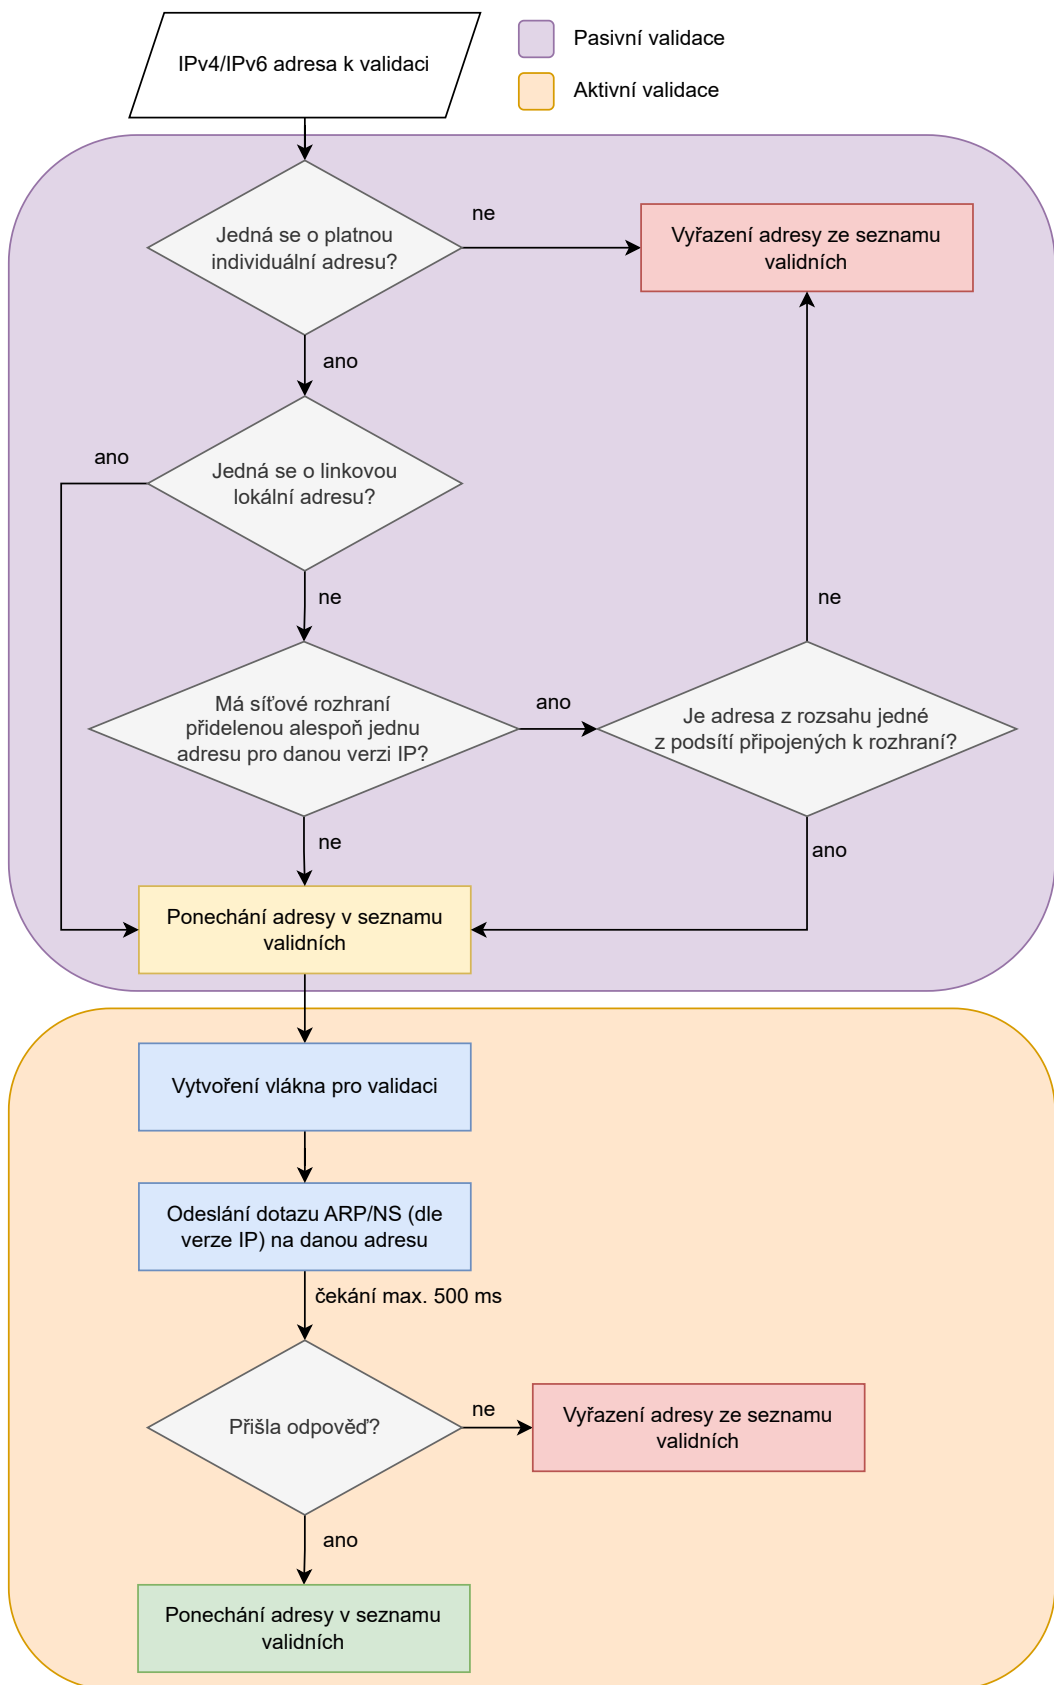 IPv4/IPv6 adresa k validaci
Pasivní validace
Aktivní validace
Jedná se o platnou
individuální adresu?
ne
Vyřazení adresy ze seznamu
validních
ano
Jedná se o linkovou
lokální adresu?
ano
ne
ne
Má síťové rozhraní
přidelenou alespoň jednu
adresu pro danou verzi IP?
ano
Je adresa z rozsahu jedné
z podsítí připojených k rozhraní?
ne
ano
Ponechání adresy v seznamu
validních
Vytvoření vlákna pro validaci
Odeslání dotazu ARP/NS (dle
verze IP) na danou adresu
čekání max. 500 ms
Přišla odpověď?
ne
Vyřazení adresy ze seznamu
validních
ano
Ponechání adresy v seznamu
validních